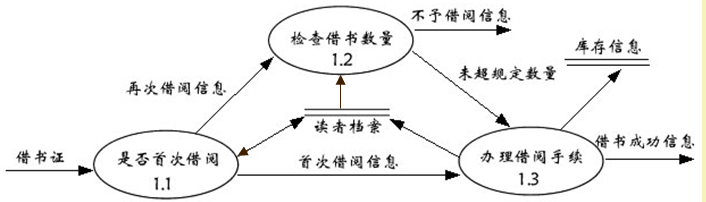 不予借阅信息
检查借书数量
1.2
库存信息
未超规定数量
再次借阅信息
读者档案
借书证
是否首次借阅
1.1
首次借阅信息
办理借阅手续
1.3
借书成功信息